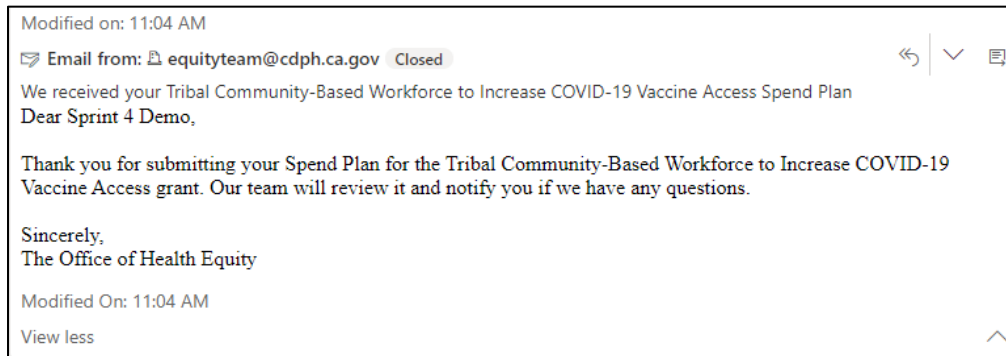 Modified on: 11:04 AM
Email from: equityteam@cdph.ca.gov Closed
We received your Tribal Community-Based Workforce to Increase COVID-19 Vaccine Access Spend Plan
Dear Sprint 4 Demo,
Thank you for submitting your Spend Plan for the Tribal Community-Based Workforce to Increase COVID-19
Vaccine Access grant. Our team will review it and notify you if we have any questions.
Sincerely,
The Office of Health Equity
Modified On: 11:04 AM
View less